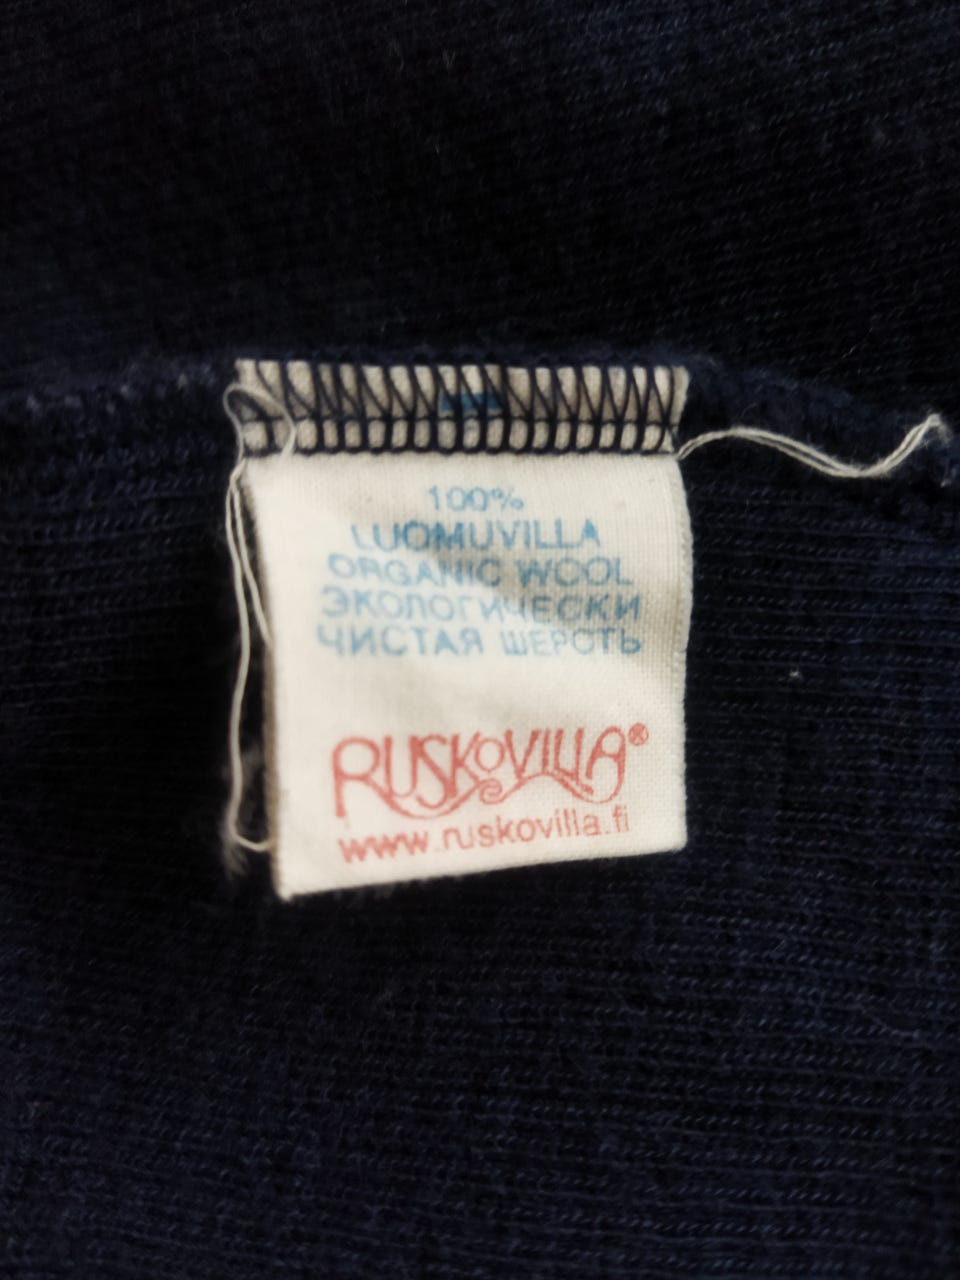 100%
LUOMUVILLA
ORGANIC WOOL
ЭКОЛОГИЧЕСКИ
ЧИСТАЯ ШЕРСТЬ
RUSKOVILLA®
www.ruskovilla.fi